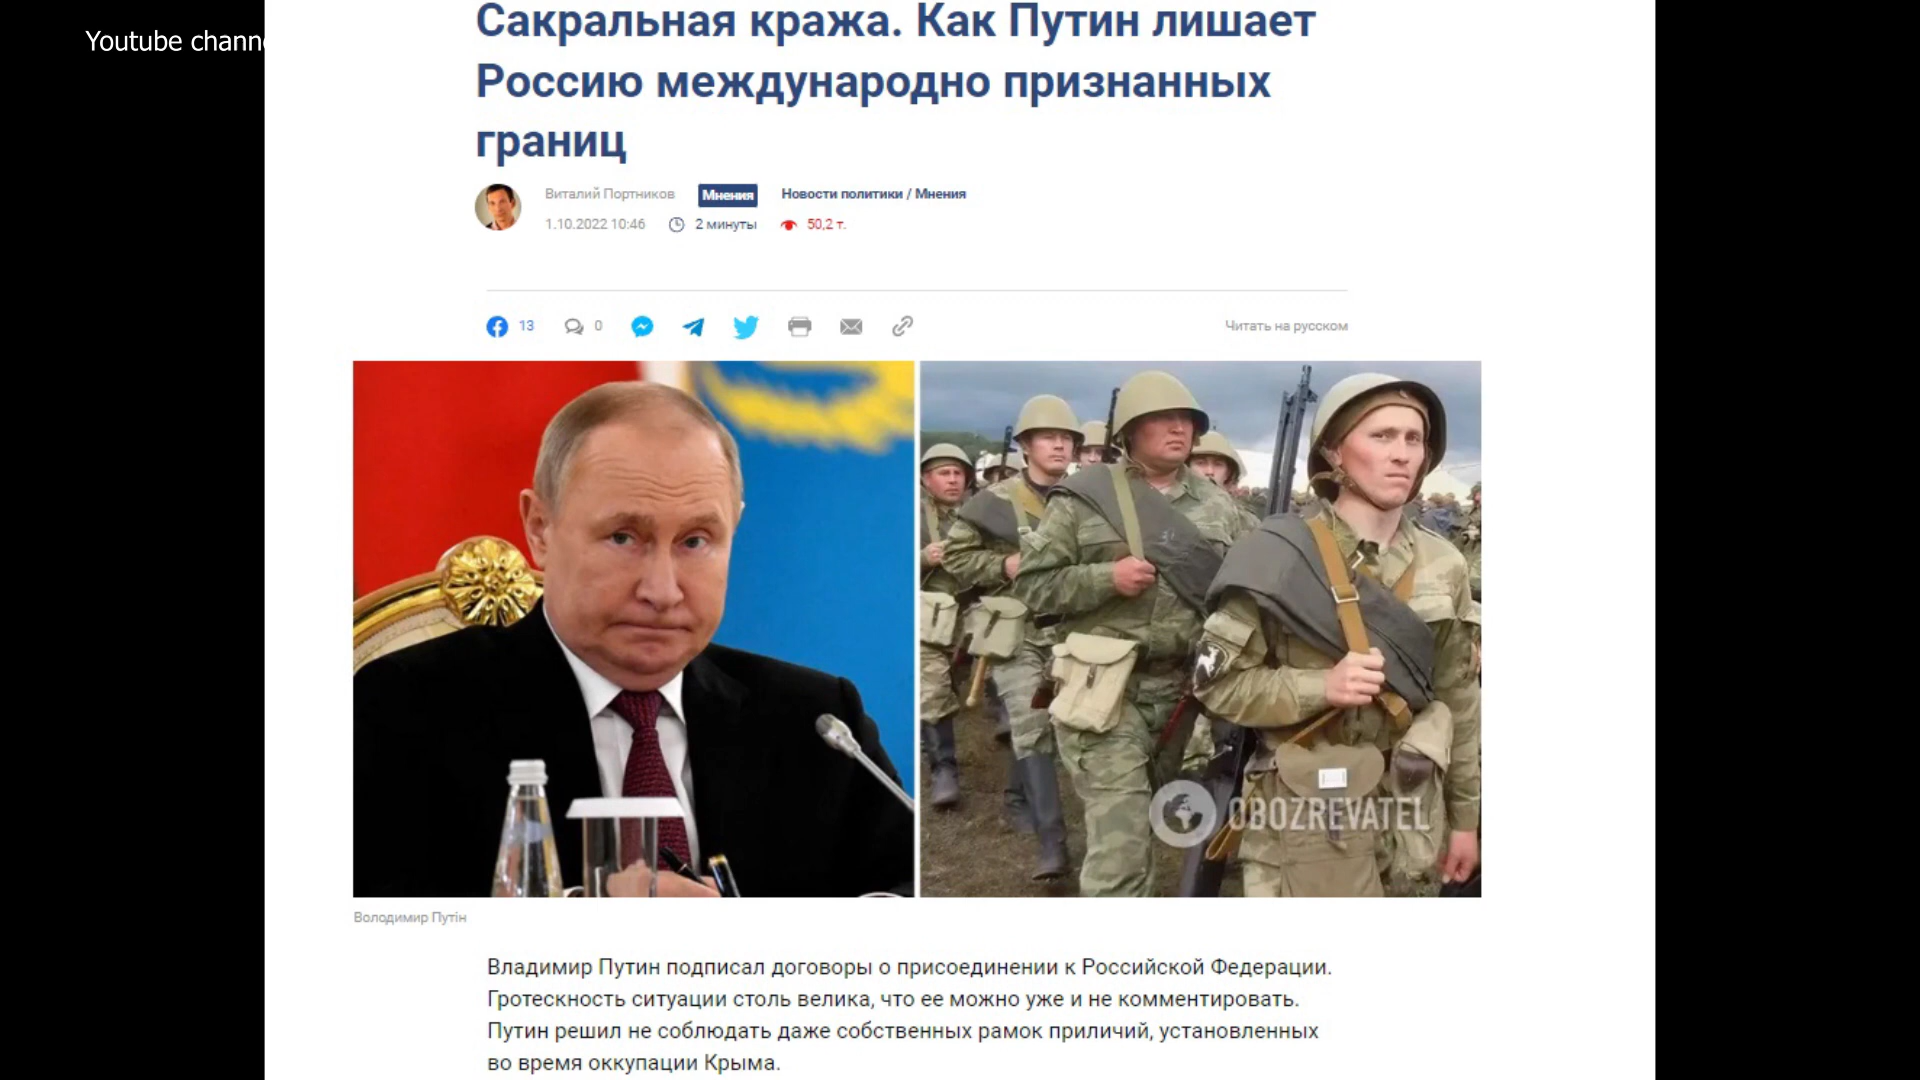 Youtube
Сакральная кража. Как Путин лишает
Россию международно признанных
границ
Виталий Портников Мнения Новости политики / Мнения
1.10.2022 10:46 2 минуты 50,2 т.
13 0 Читать на русском
OBOZREVATEL
Володимир Путін
Владимир Путин подписал договоры о присоединении к Российской Федерации.
Гротескность ситуации столь велика, что ее можно уже и не комментировать.
Путин решил не соблюдать даже собственных рамок приличий, установленных
во время оккупации Крыма.